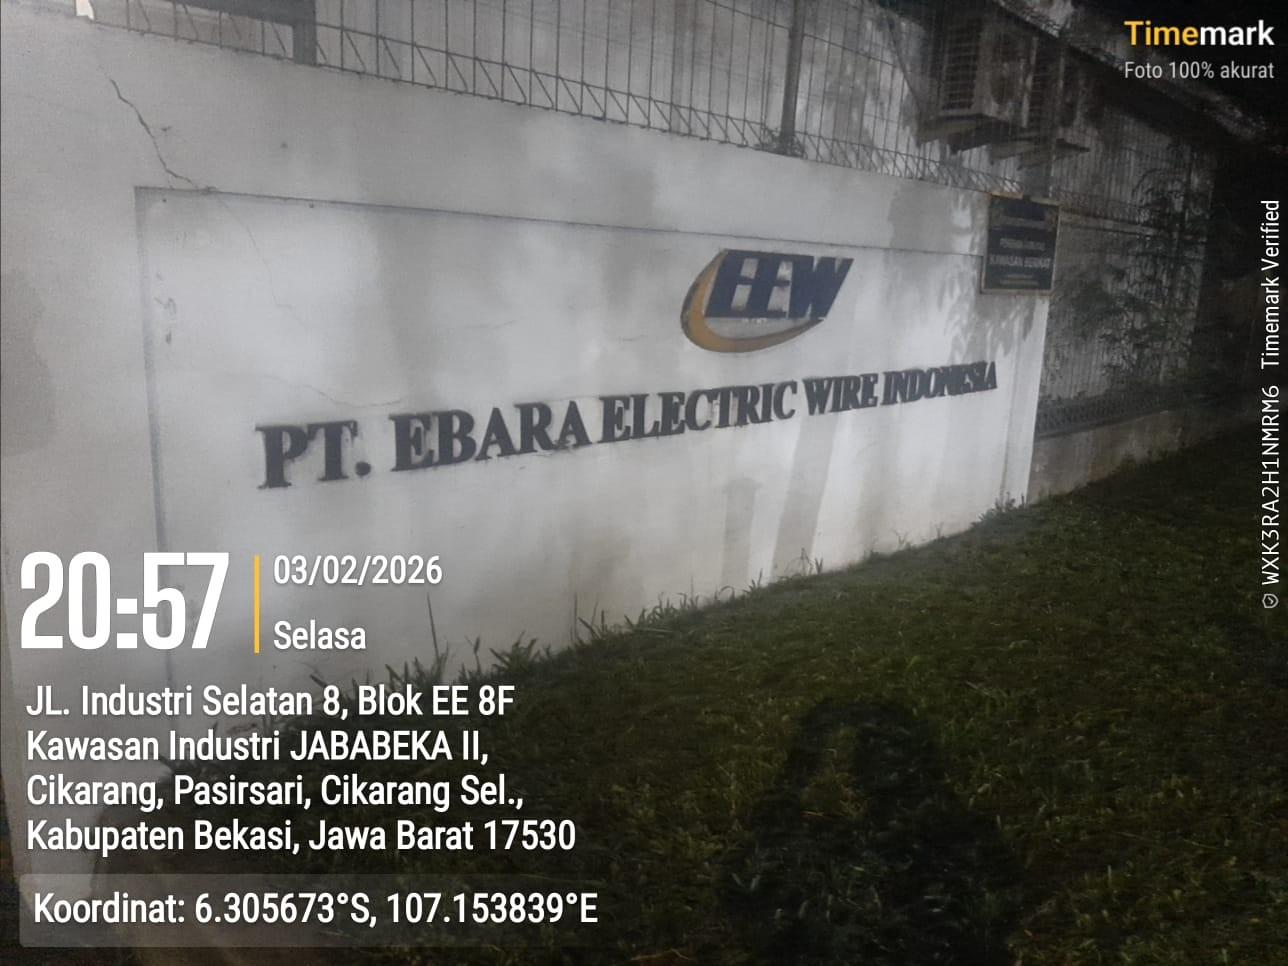 Timemark
Foto 100% akurat
EEW
KAWASAN BERIKAT
PT. EBARA ELECTRIC WIRE INDONESIA
20:57
03/02/2026
Selasa
JL. Industri Selatan 8, Blok EE 8F
Kawasan Industri JABABEKA II,
Cikarang, Pasirsari, Cikarang Sel.,
Kabupaten Bekasi, Jawa Barat 17530
Koordinat: 6.305673°S, 107.153839°E
WXK3RA2H1NMRM6 Timemark Verified